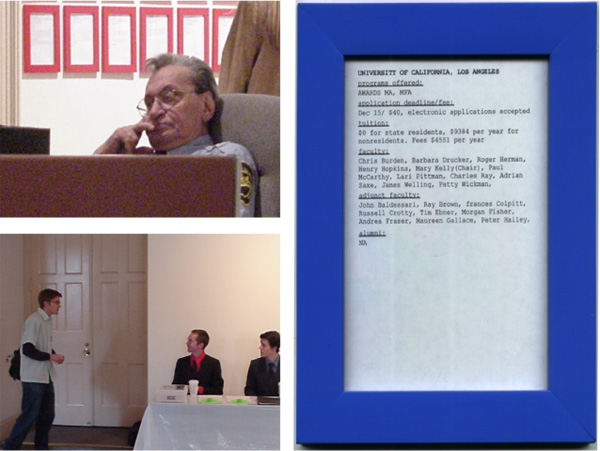 UNIVERSITY OF CALIFORNIA, LOS ANGELES
programs offered:
AWARDS MA, MFA
application deadline/fee:
Dec 15/ $40, electronic applications accepted
tuition:
$0 for state residents, $9384 per year for
nonresidents. Fees $4551 per year
faculty:
Chris Burden, Barbara Drucker, Roger Herman,
Henry Hopkins, Mary Kelly(Chair), Paul
McCarthy, Lari Pittman, Charles Ray, Adrian
Saxe, James Welling, Patty Wickman,
adjunct faculty:
John Baldessari, Ray Brown, frances Colpitt,
Russell Crotty, Tim Ebner, Morgan Fisher,
Andrea Fraser, Maureen Gallace, Peter Halley,
alumni:
NA